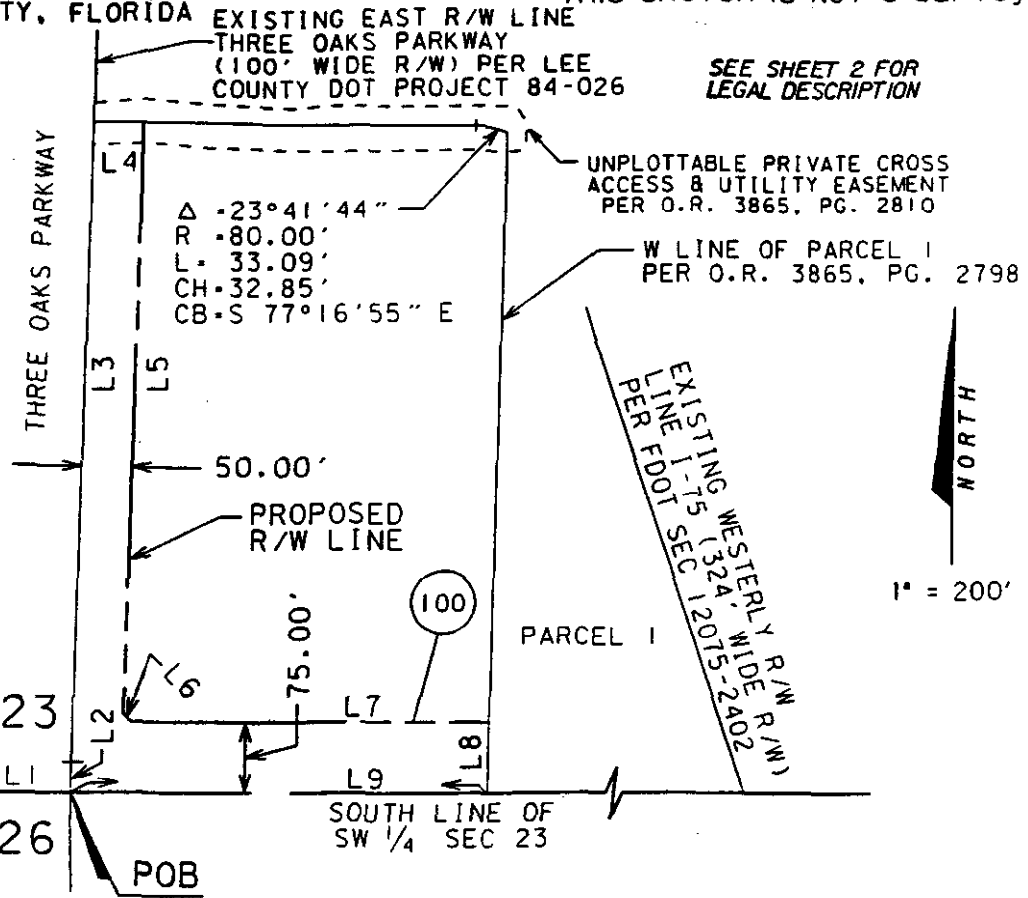 TY, FLORIDA
EXISTING EAST R/W LINE
THREE OAKS PARKWAY
(100' WIDE R/W) PER LEE
COUNTY DOT PROJECT 84-026
SEE SHEET 2 FOR
LEGAL DESCRIPTION
UNPLOTTABLE PRIVATE CROSS
ACCESS & UTILITY EASEMENT
PER O.R. 3865, PG. 2810
W LINE OF PARCEL 1
PER O.R. 3865, PG. 2798
L4
Δ =23°41'44"
R =80.00'
L= 33.09'
CH=32.85'
CB=S 77°16'55" E
THREE OAKS PARKWAY
L3
L5
50.00'
PROPOSED
R/W LINE
EXISTING WESTERLY R/W
LINE I-75 (324' WIDE R/W)
PER FDOT SEC 12075-2402
NORTH
1" = 200'
100
PARCEL 1
75.00'
L6
L7
23
L2
L8
L1
L9
SOUTH LINE OF
SW 1/4 SEC 23
26
POB